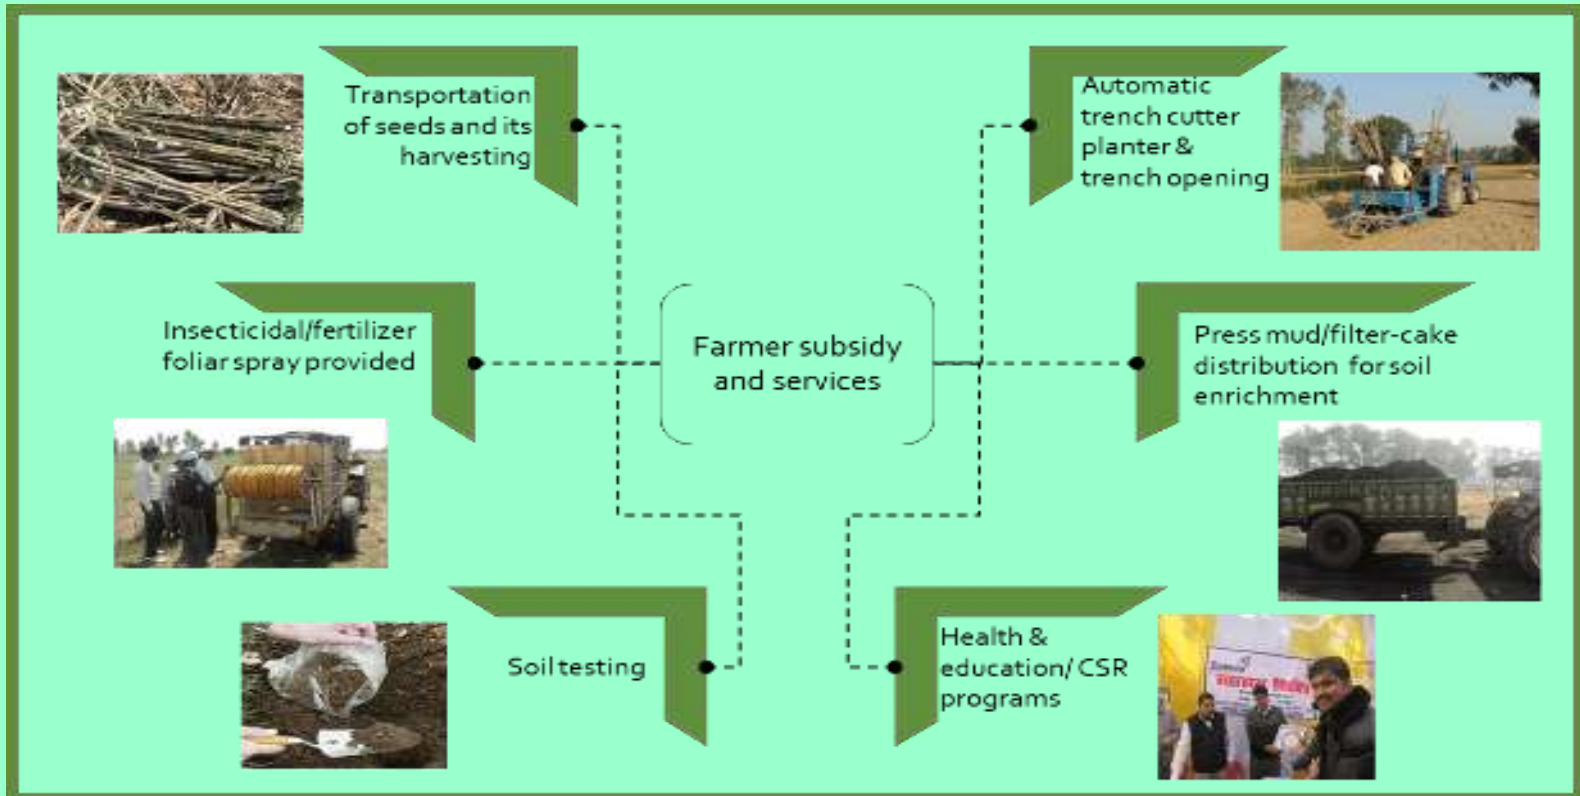 Transportation
of seeds and its
harvesting
Automatic
trench cutter
planter &
trench opening
Insecticidal/fertilizer
foliar spray provided
Farmer subsidy
and services
Press mud/filter-cake
distribution for soil
enrichment
Soil testing
Health &
education/ CSR
programs